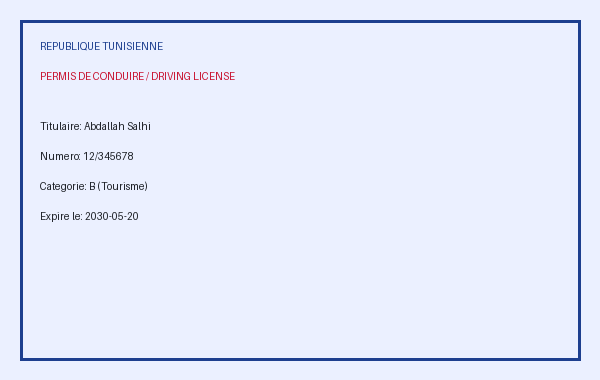 REPUBLIQUE TUNISIENNE
PERMIS DE CONDUIRE / DRIVING LICENSE
Titulaire: Abdallah Salhi
Numero: 12/345678
Categorie: B (Tourisme)
Expire le: 2030-05-20